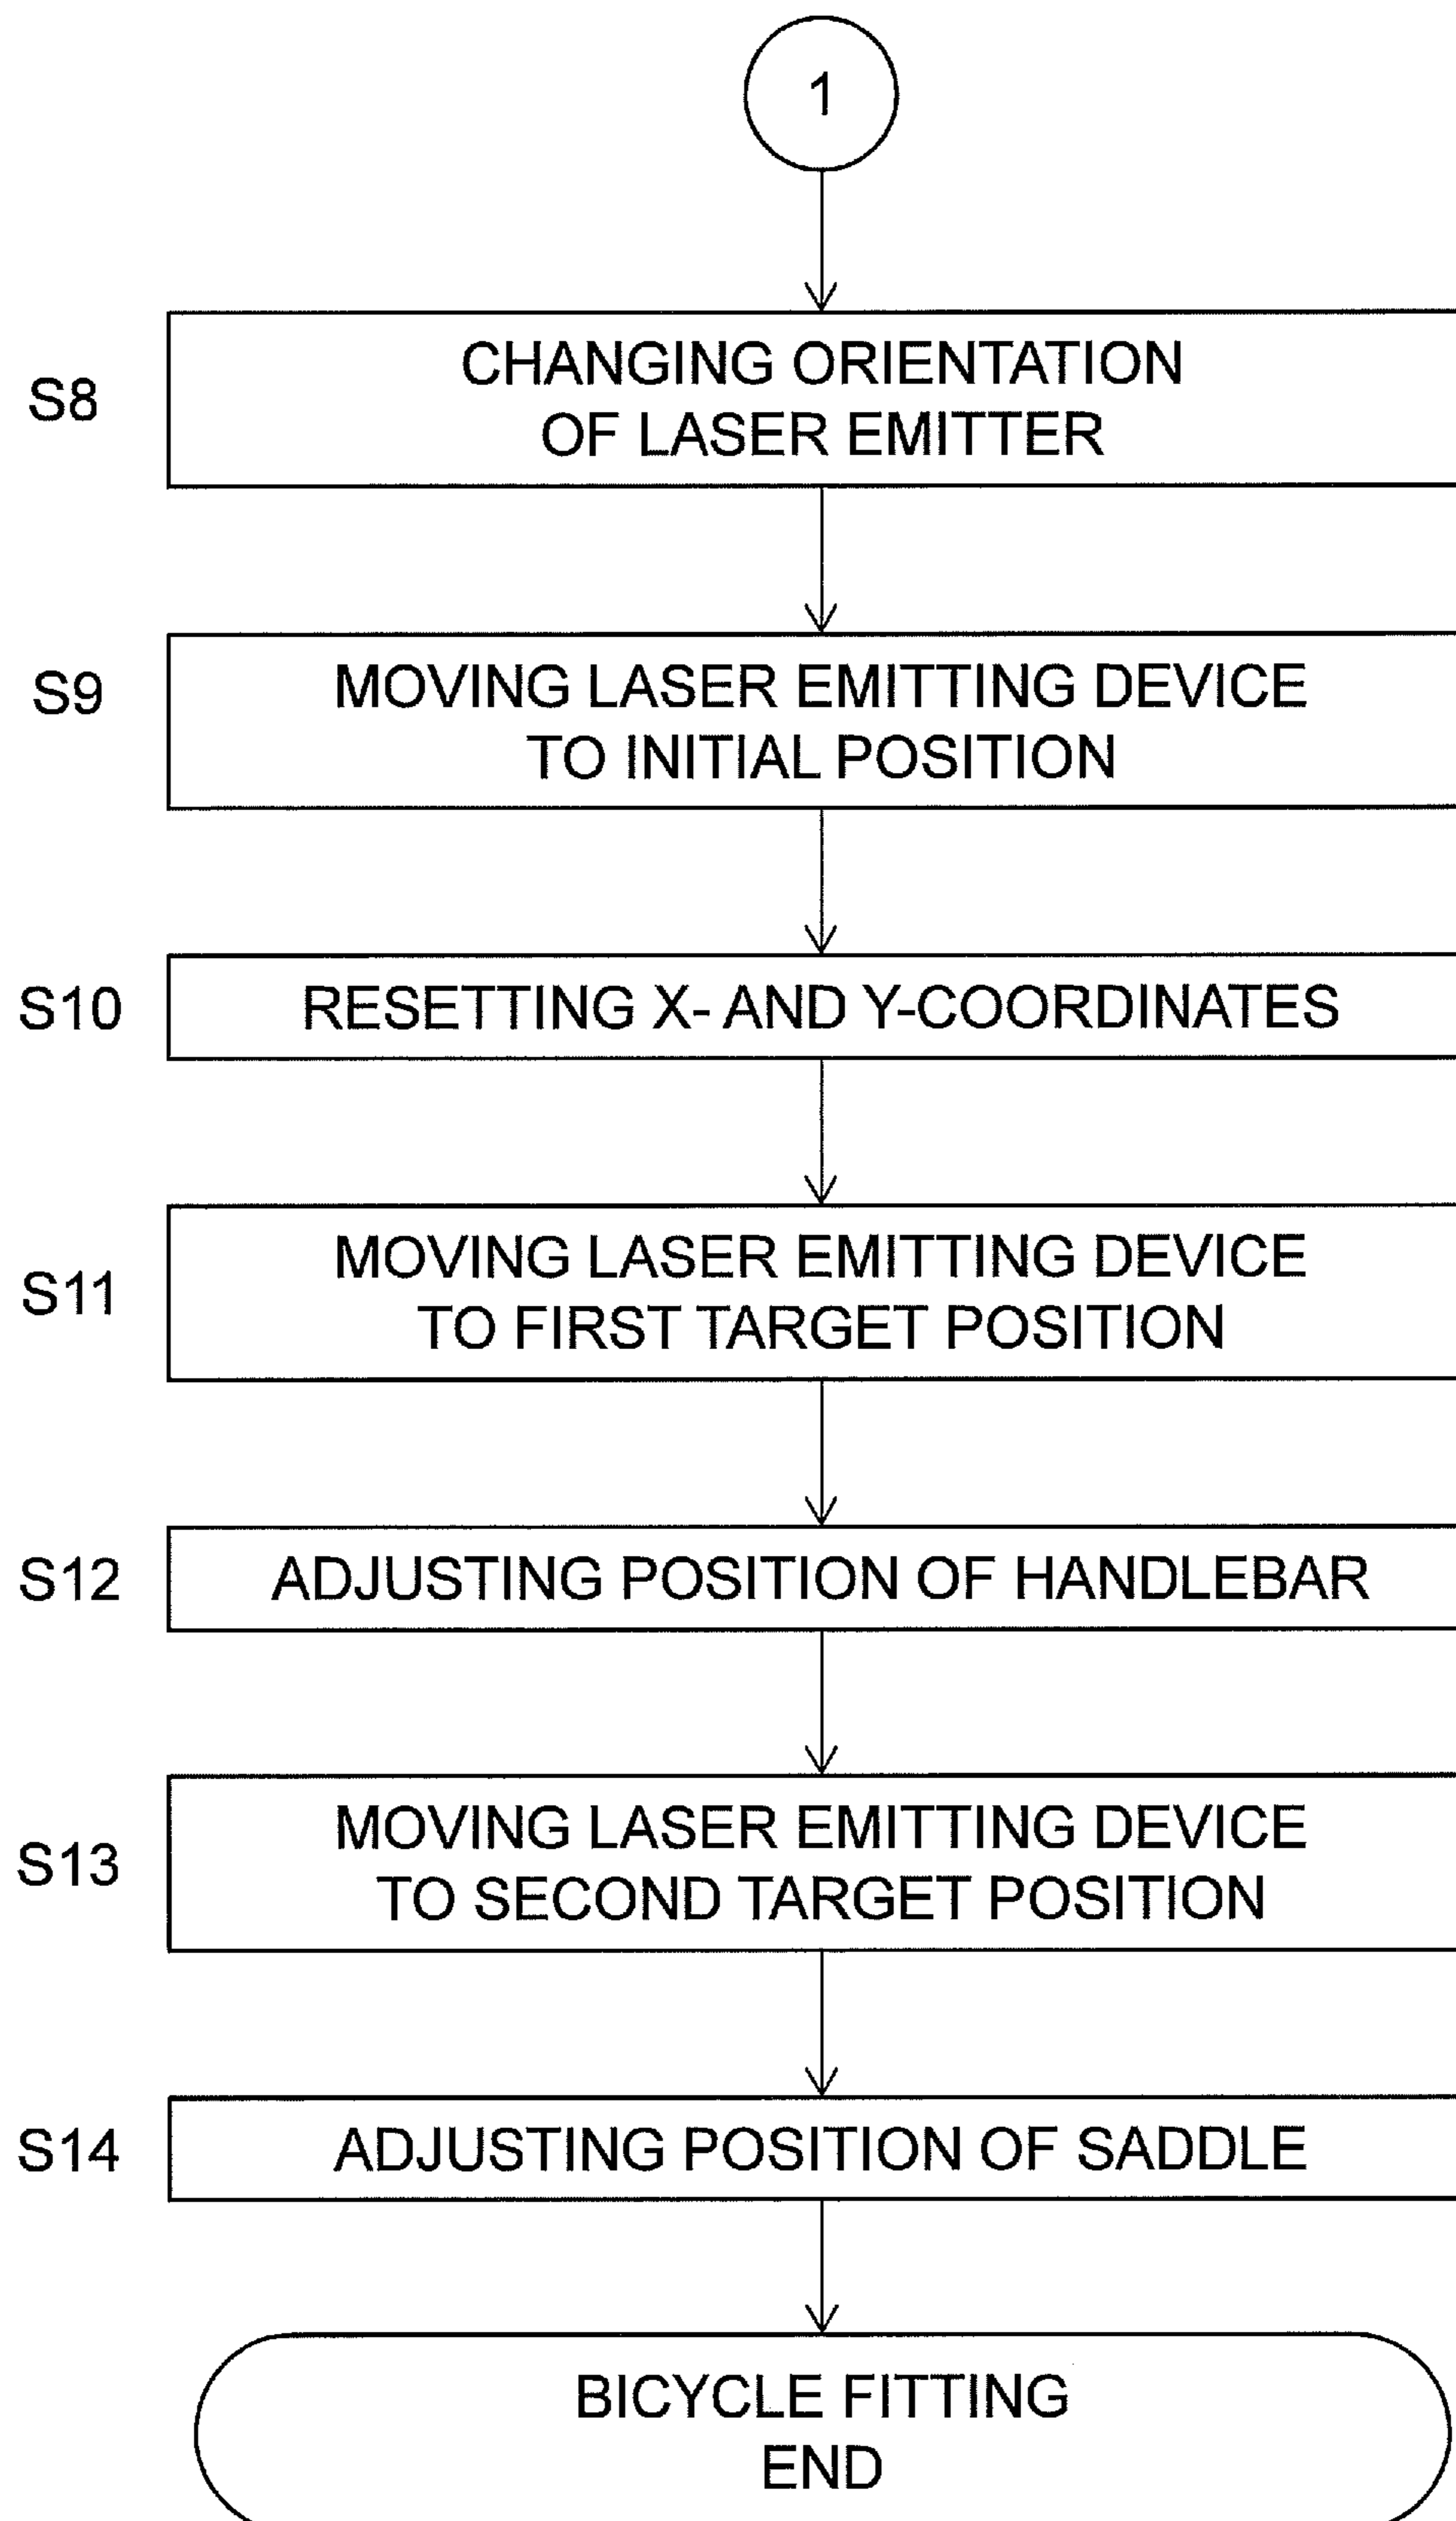 1
S8
CHANGING ORIENTATION
OF LASER EMITTER
S9
MOVING LASER EMITTING DEVICE
TO INITIAL POSITION
S10
RESETTING X- AND Y-COORDINATES
S11
MOVING LASER EMITTING DEVICE
TO FIRST TARGET POSITION
S12
ADJUSTING POSITION OF HANDLEBAR
S13
MOVING LASER EMITTING DEVICE
TO SECOND TARGET POSITION
S14
ADJUSTING POSITION OF SADDLE
BICYCLE FITTING
END